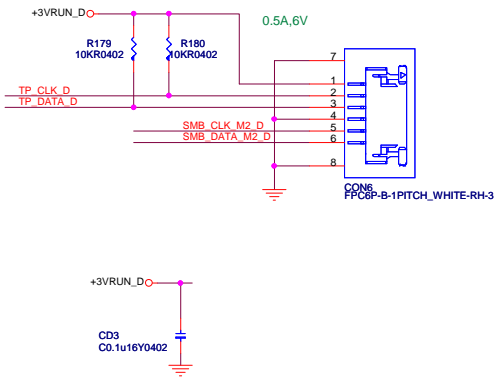 +3VRUN_D
0.5A,6V
R179
10KR0402
R180
10KR0402
7
1
TP_CLK_D
2
TP_DATA_D
3
4
SMB_CLK_M2_D
5
SMB_DATA_M2_D
6
8
CON6
FPC6P-B-1PITCH_WHITE-RH-3
+3VRUN_D
CD3
C0.1u16Y0402